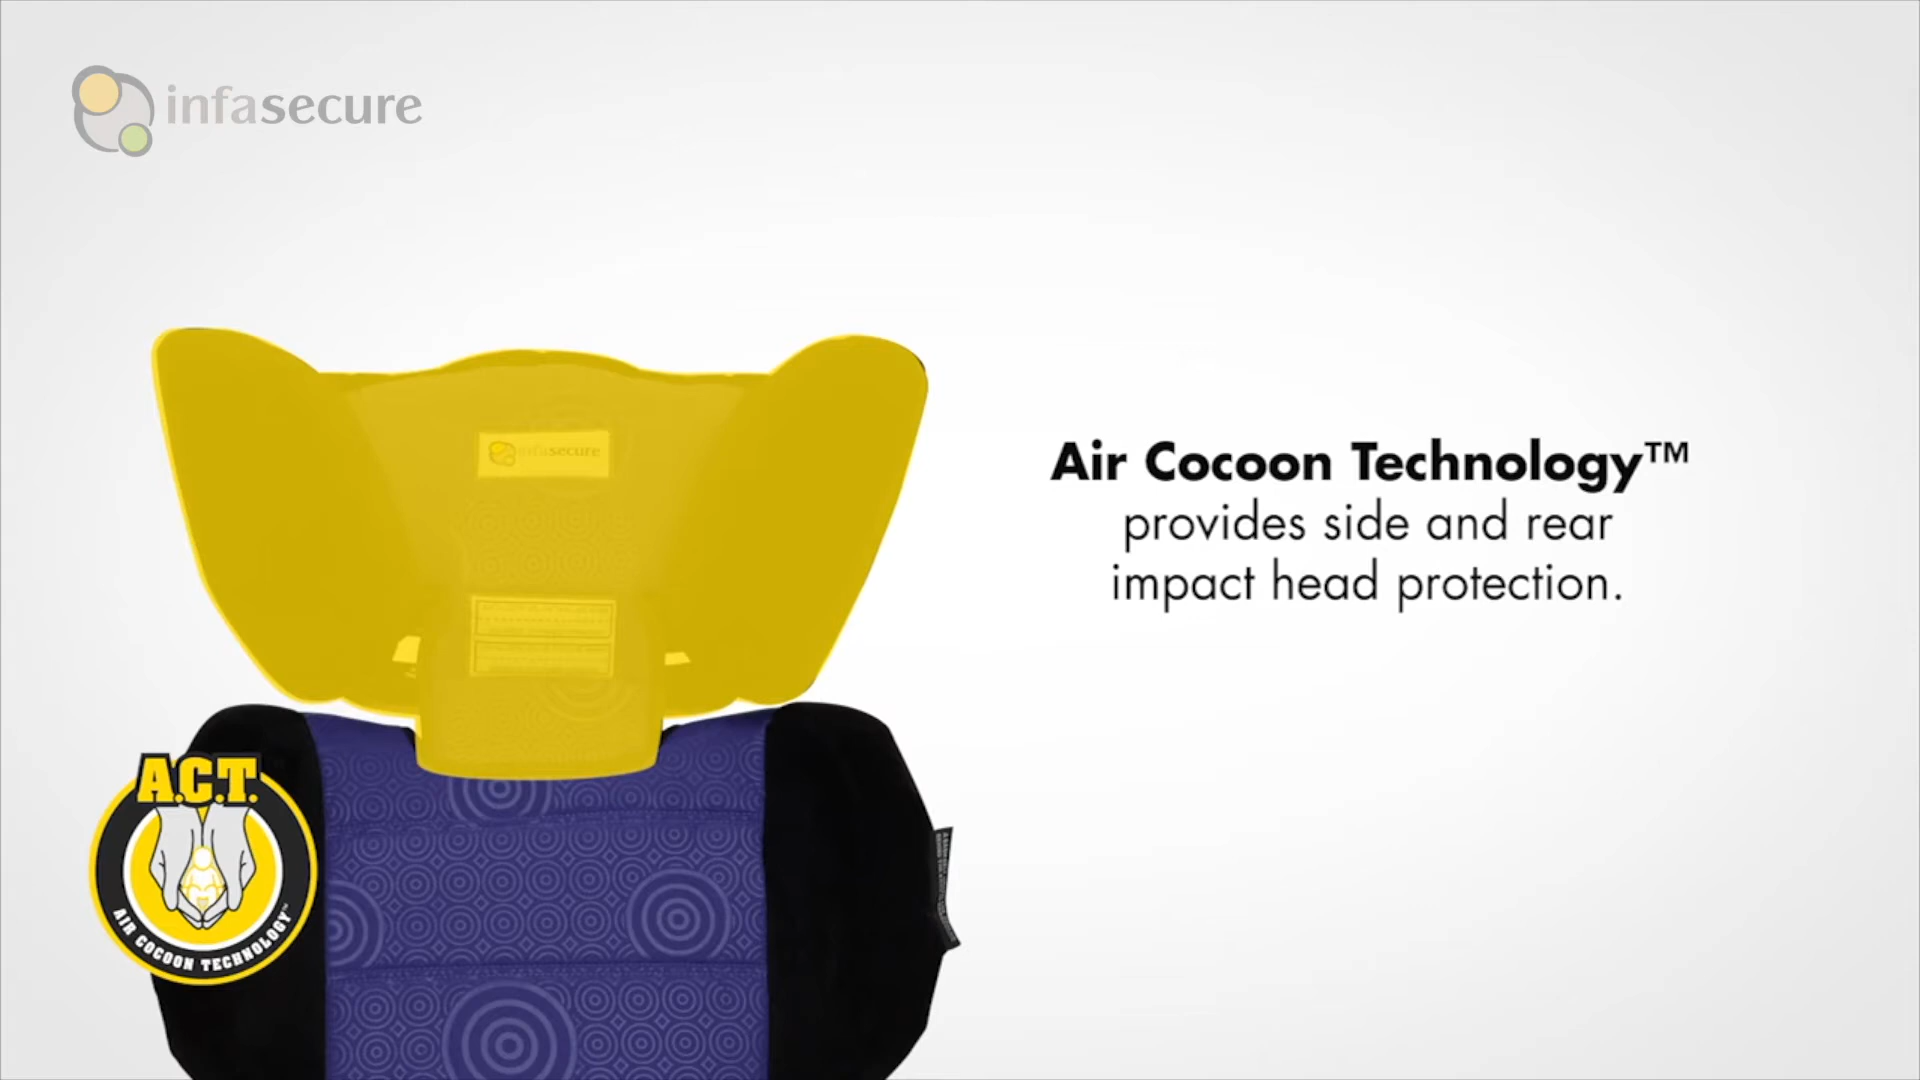 infasecure
infasecure
Air Cocoon Technology™
provides side and rear
impact head protection.
A.C.T.
AIR COCOON TECHNOLOGY™